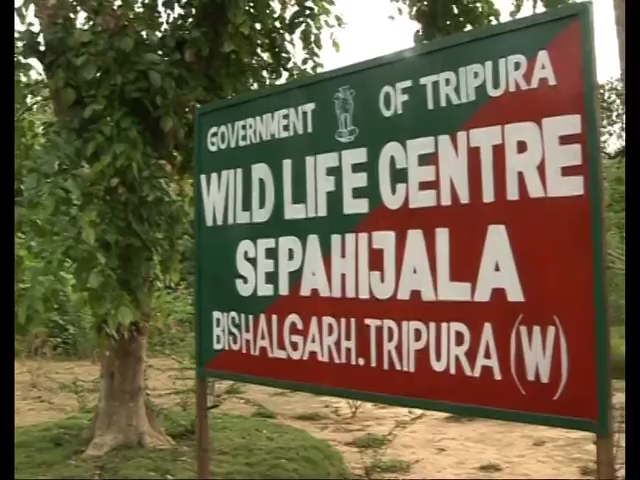 GOVERNMENT OF TRIPURA
WILD LIFE CENTRE
SEPAHIJALA
BISHALGARH. TRIPURA (W)